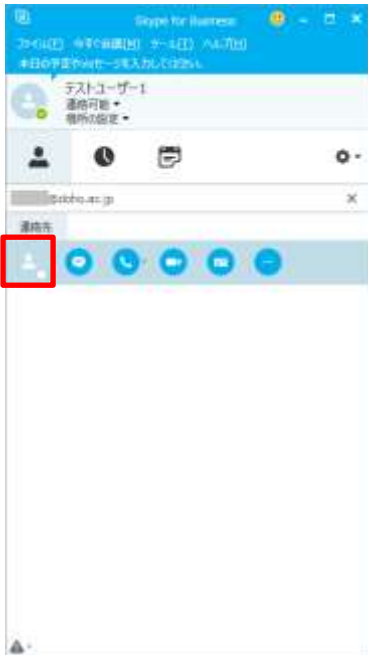 Skype for Business
ファイル(F) 今すぐ会議(M) ツール(T) ヘルプ(H)
本日の予定やメッセージを入力してください
テストユーザー1
連絡可能
場所の設定
@doho.ac.jp
連絡先